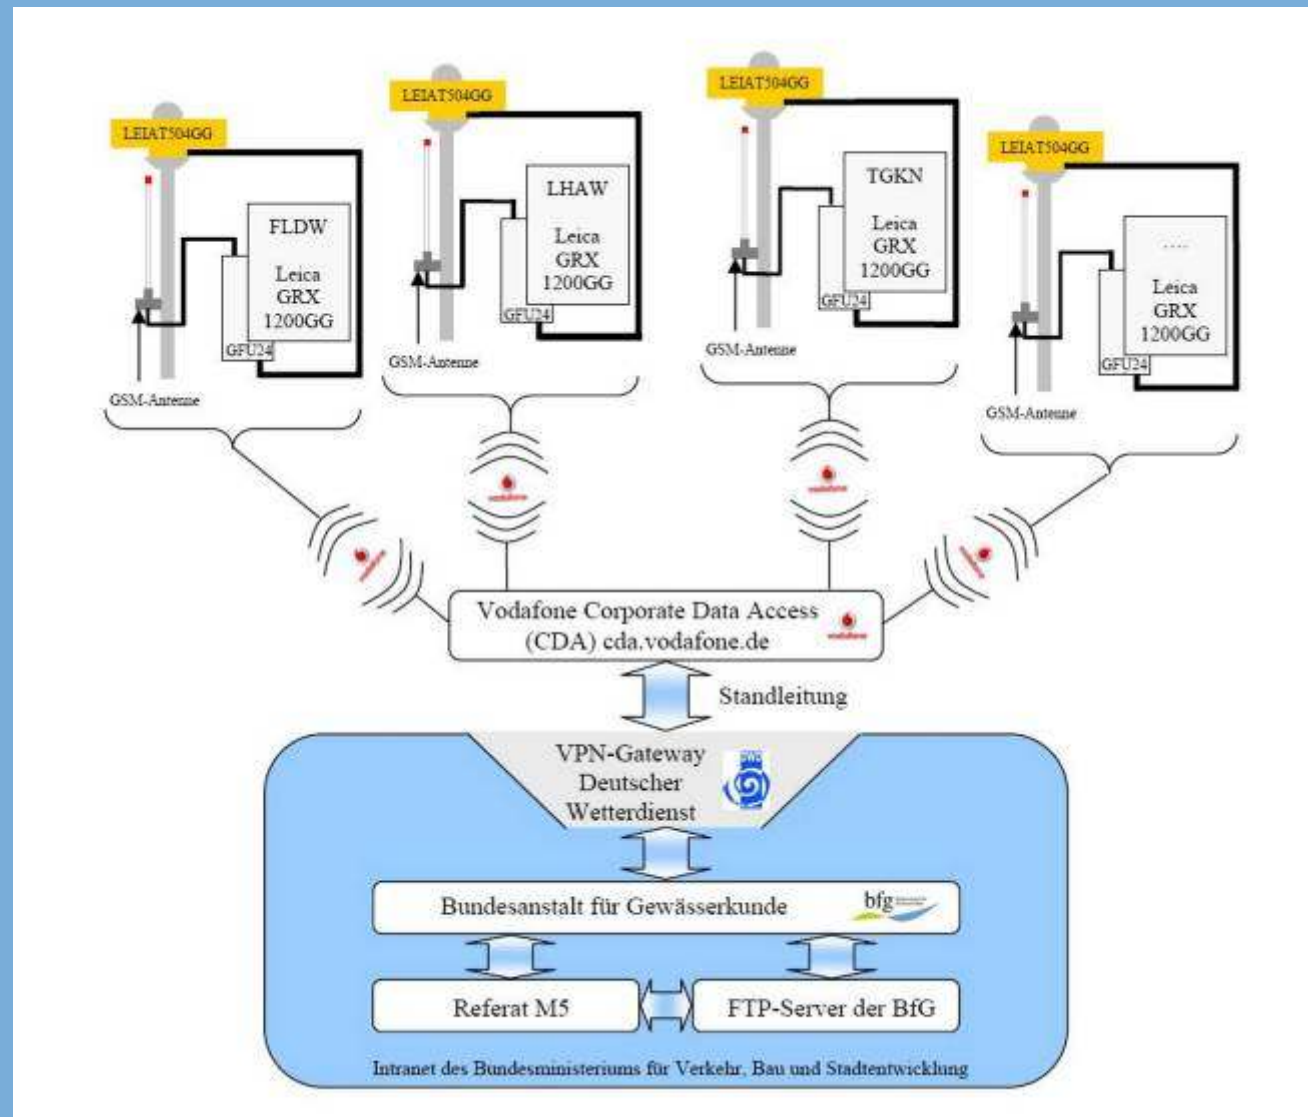 LEIAT504GG
FLDW
Leica
GRX
1200GG
GFU24
GSM-Antenne
LEIAT504GG
LHAW
Leica
GRX
1200GG
GFU24
GSM-Antenne
LEIAT504GG
TGKN
Leica
GRX
1200GG
GFU24
GSM-Antenne
LEIAT504GG
....
Leica
GRX
1200GG
GFU24
GSM-Antenne
vodafone
vodafone
vodafone
vodafone
Vodafone Corporate Data Access
(CDA) cda.vodafone.de
vodafone
Standleitung
VPN-Gateway
Deutscher
Wetterdienst
Bundesanstalt für Gewässerkunde
bfg
Referat M5
FTP-Server der BfG
Intranet des Bundesministeriums für Verkehr, Bau und Stadtentwicklung